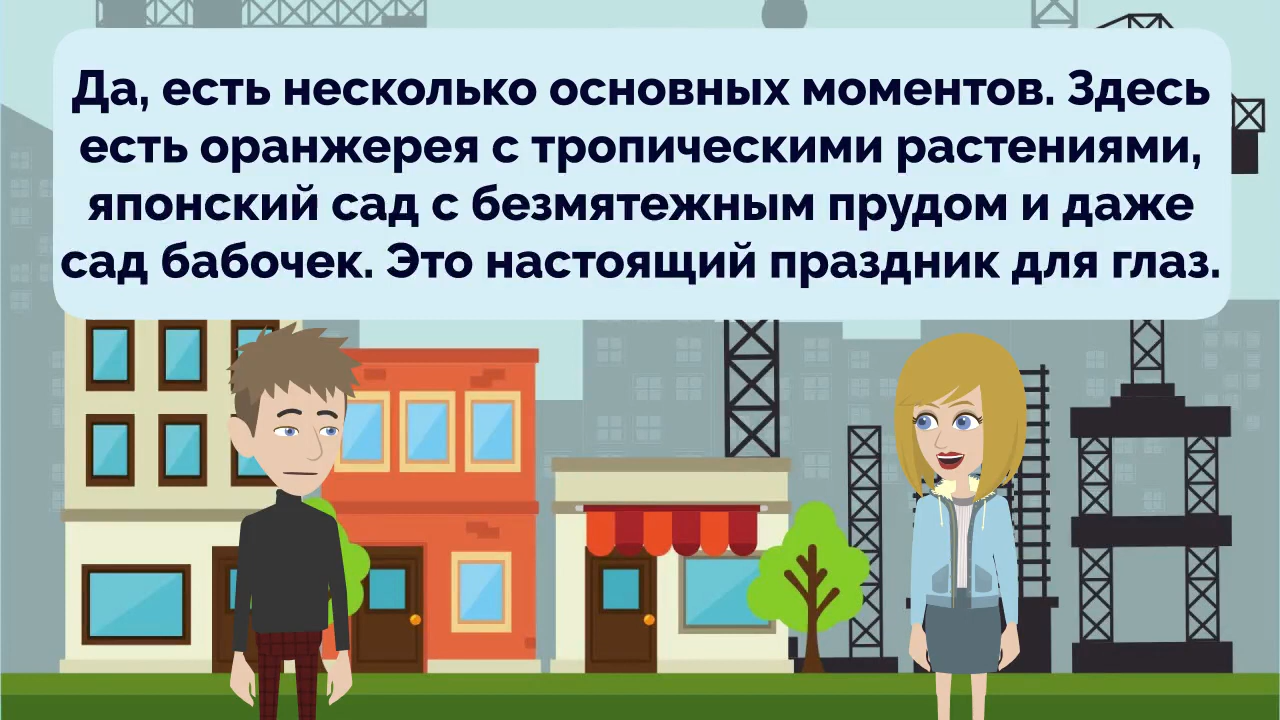 Да, есть несколько основных моментов. Здесь
есть оранжерея с тропическими растениями,
японский сад с безмятежным прудом и даже
сад бабочек. Это настоящий праздник для глаз.